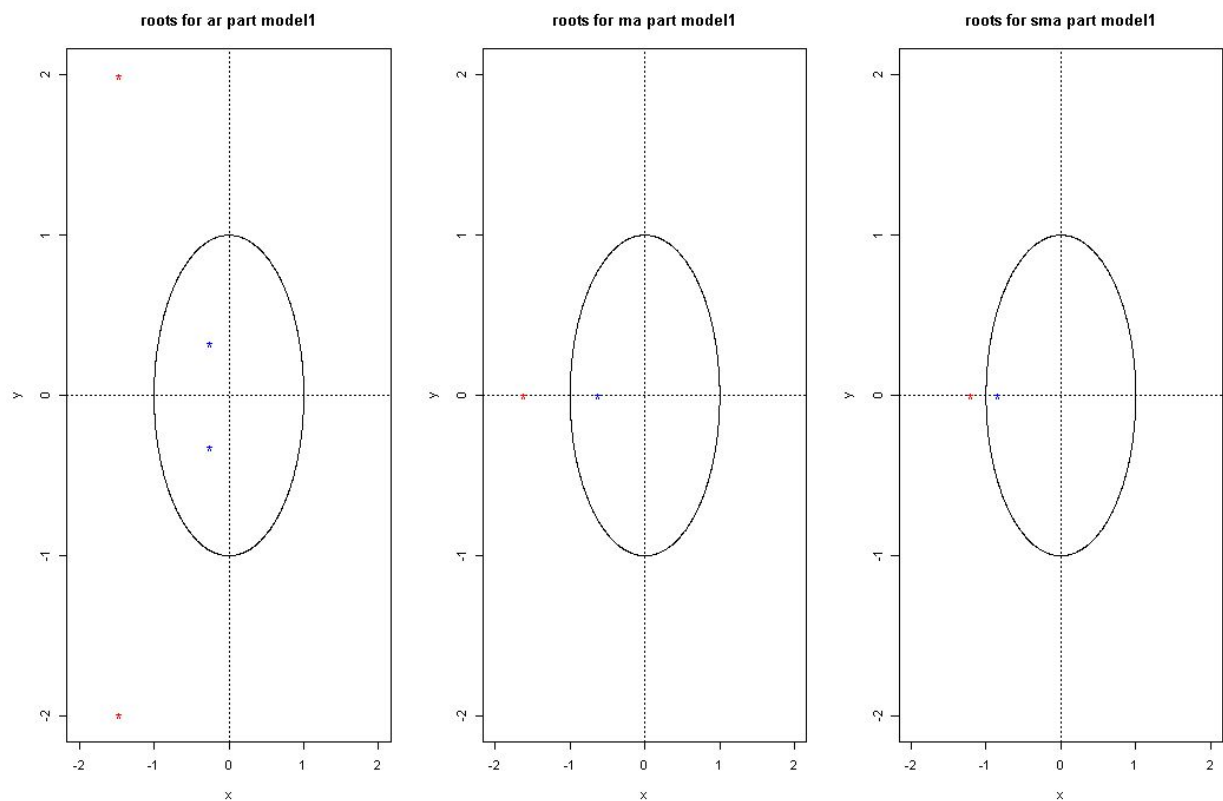 roots for ar part model1
2
1
0
-1
-2
y
-2 -1 0 1 2
x
roots for ma part model1
2
1
0
-1
-2
y
-2 -1 0 1 2
x
roots for sma part model1
2
1
0
-1
-2
y
-2 -1 0 1 2
x